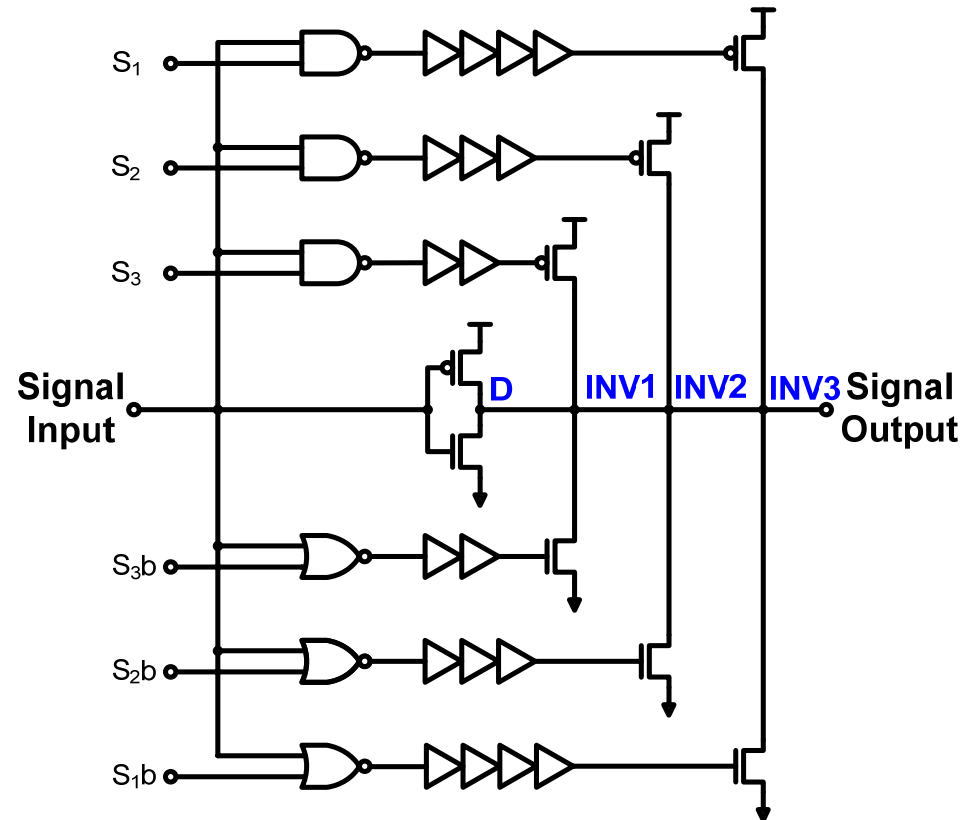 S1
S2
S3
Signal
Input
D
INV1
INV2
INV3
Signal
Output
S3b
S2b
S1b